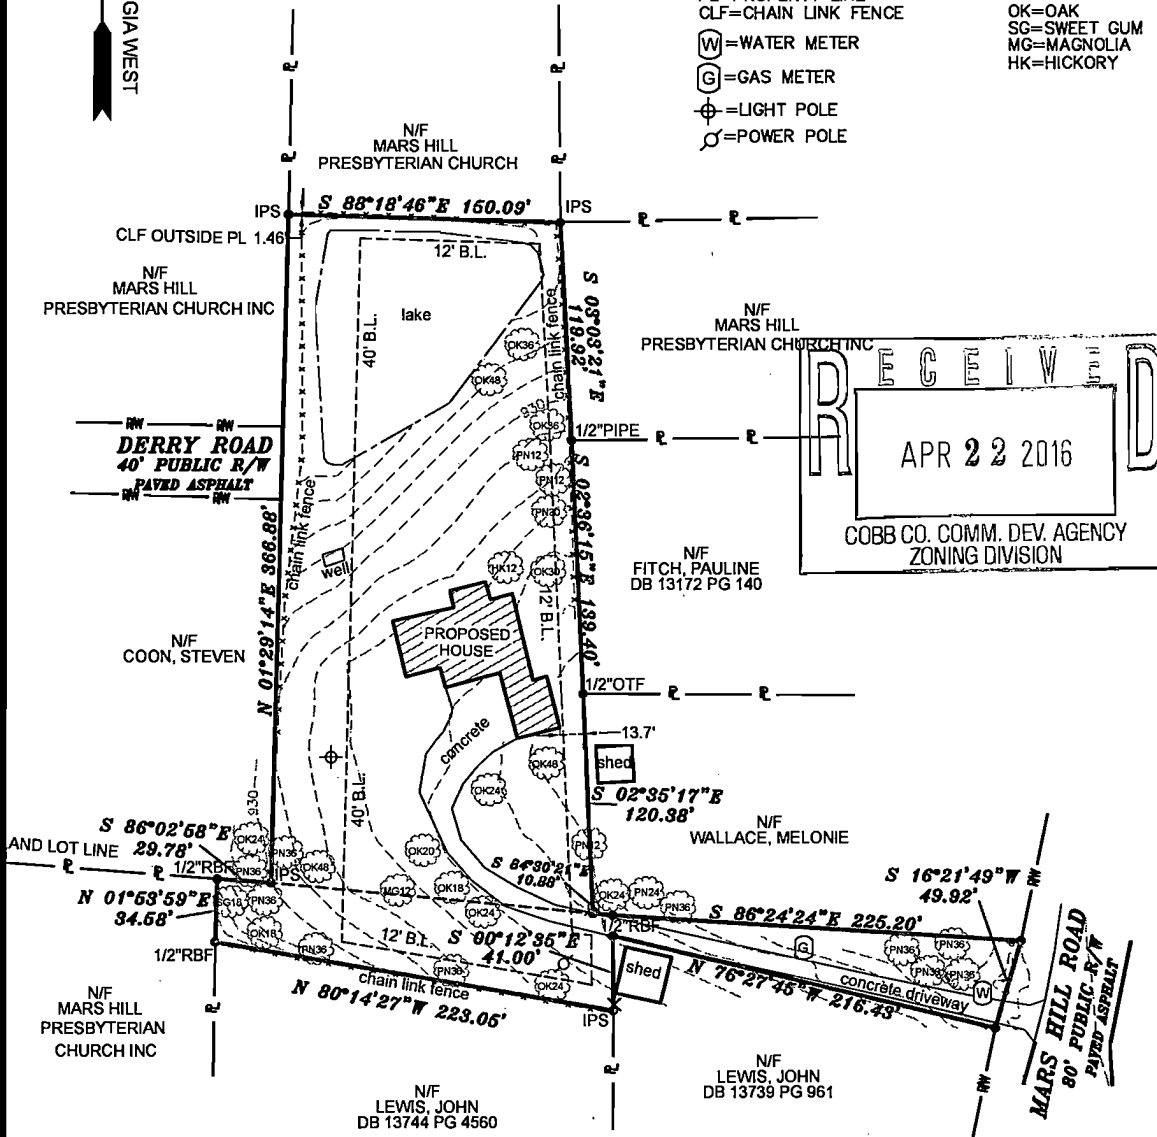 GIA WEST
CLF=CHAIN LINK FENCE
W=WATER METER
G=GAS METER
=LIGHT POLE
=POWER POLE
OK=OAK
SG=SWEET GUM
MG=MAGNOLIA
HK=HICKORY
N/F
MARS HILL
PRESBYTERIAN CHURCH
IPS
S 88°18'46"E 150.09'
IPS
CLF OUTSIDE PL 1.46'
12' B.L.
N/F
MARS HILL
PRESBYTERIAN CHURCH INC
lake
40' B.L.
OK36
OK48
chain link fence
S 03°03'21"E
119.92'
N/F
MARS HILL
PRESBYTERIAN CHURCH INC
RECEIVED
APR 22 2016
COBB CO. COMM. DEV. AGENCY
ZONING DIVISION
930
OK36
1/2"PIPE
PN12
PN12
PN30
R/W
R/W
DERRY ROAD
40' PUBLIC R/W
PAVED ASPHALT
R/W
R/W
chain link fence
well
HK12
OK30
12' B.L.
S 02°36'15"E 139.40'
N/F
FITCH, PAULINE
DB 13172 PG 140
N 01°29'14"E 366.88'
N/F
COON, STEVEN
PROPOSED
HOUSE
1/2"OTF
13.7'
concrete
OK48
shed
OK24
S 02°35'17"E
120.38'
N/F
WALLACE, MELONIE
40' B.L.
930
S 86°02'58"E
29.78'
AND LOT LINE
1/2"RBF
OK24
PN36
PN36
OK48
IPS
OK20
PN12
S 84°30'21"E
10.88'
N 01°53'59"E
34.58'
SG18
PN36
MG12
OK18
OK24
OK24
PN24
PN36
S 16°21'49"W
49.92'
R/W
S 86°24'24"E 225.20'
1/2"RBF
OK18
PN36
12' B.L.
S 00°12'35"E
41.00'
1/2"RBF
G
PN36
PN36
PN36
PN36
PN36
OK24
shed
chain link fence
N 80°14'27"W 223.05'
IPS
N 76°27'45"W 216.43'
concrete driveway
W
MARS HILL ROAD
80' PUBLIC R/W
PAVED ASPHALT
R/W
N/F
MARS HILL
PRESBYTERIAN
CHURCH INC
N/F
LEWIS, JOHN
DB 13744 PG 4560
N/F
LEWIS, JOHN
DB 13739 PG 961